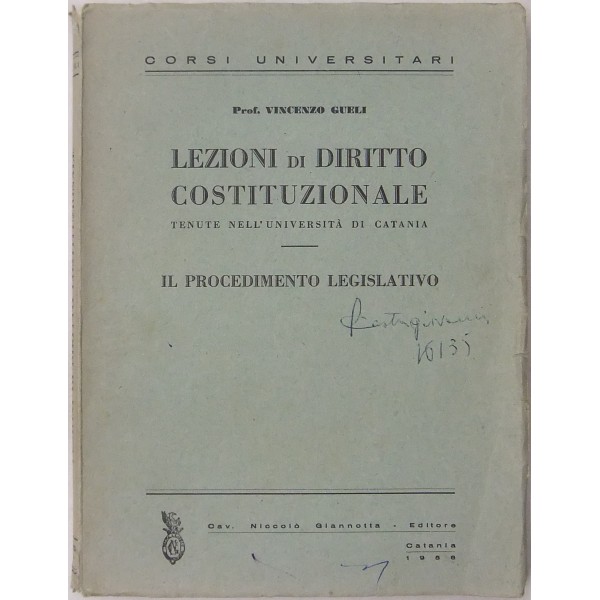 CORSI UNIVERSITARI
Prof. VINCENZO GUELI
LEZIONI DI DIRITTO
COSTITUZIONALE
TENUTE NELL'UNIVERSITÀ DI CATANIA
IL PROCEDIMENTO LEGISLATIVO
16135
Cav. Niccolò Giannotta - Editore
Catania